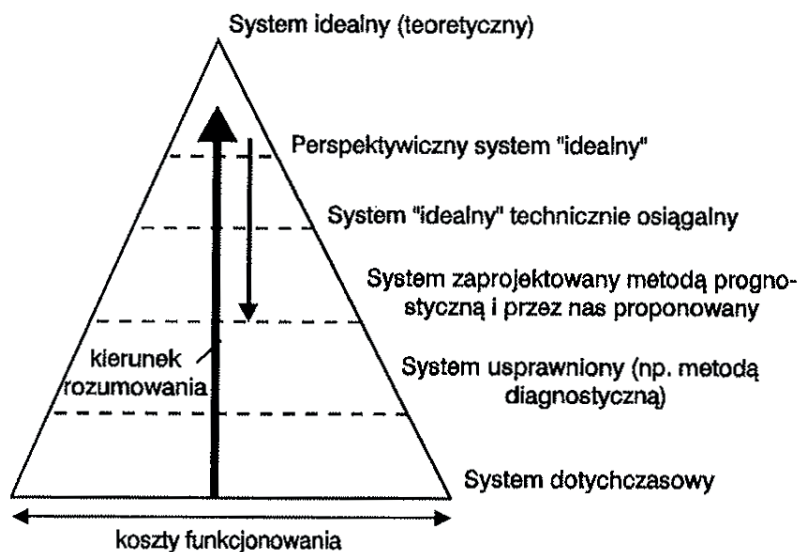 System idealny (teoretyczny)
Perspektywiczny system "idealny"
System "idealny" technicznie osiągalny
System zaprojektowany metodą progno-
styczną i przez nas proponowany
kierunek
rozumowania
System usprawniony (np. metodą
diagnostyczną)
System dotychczasowy
koszty funkcjonowania